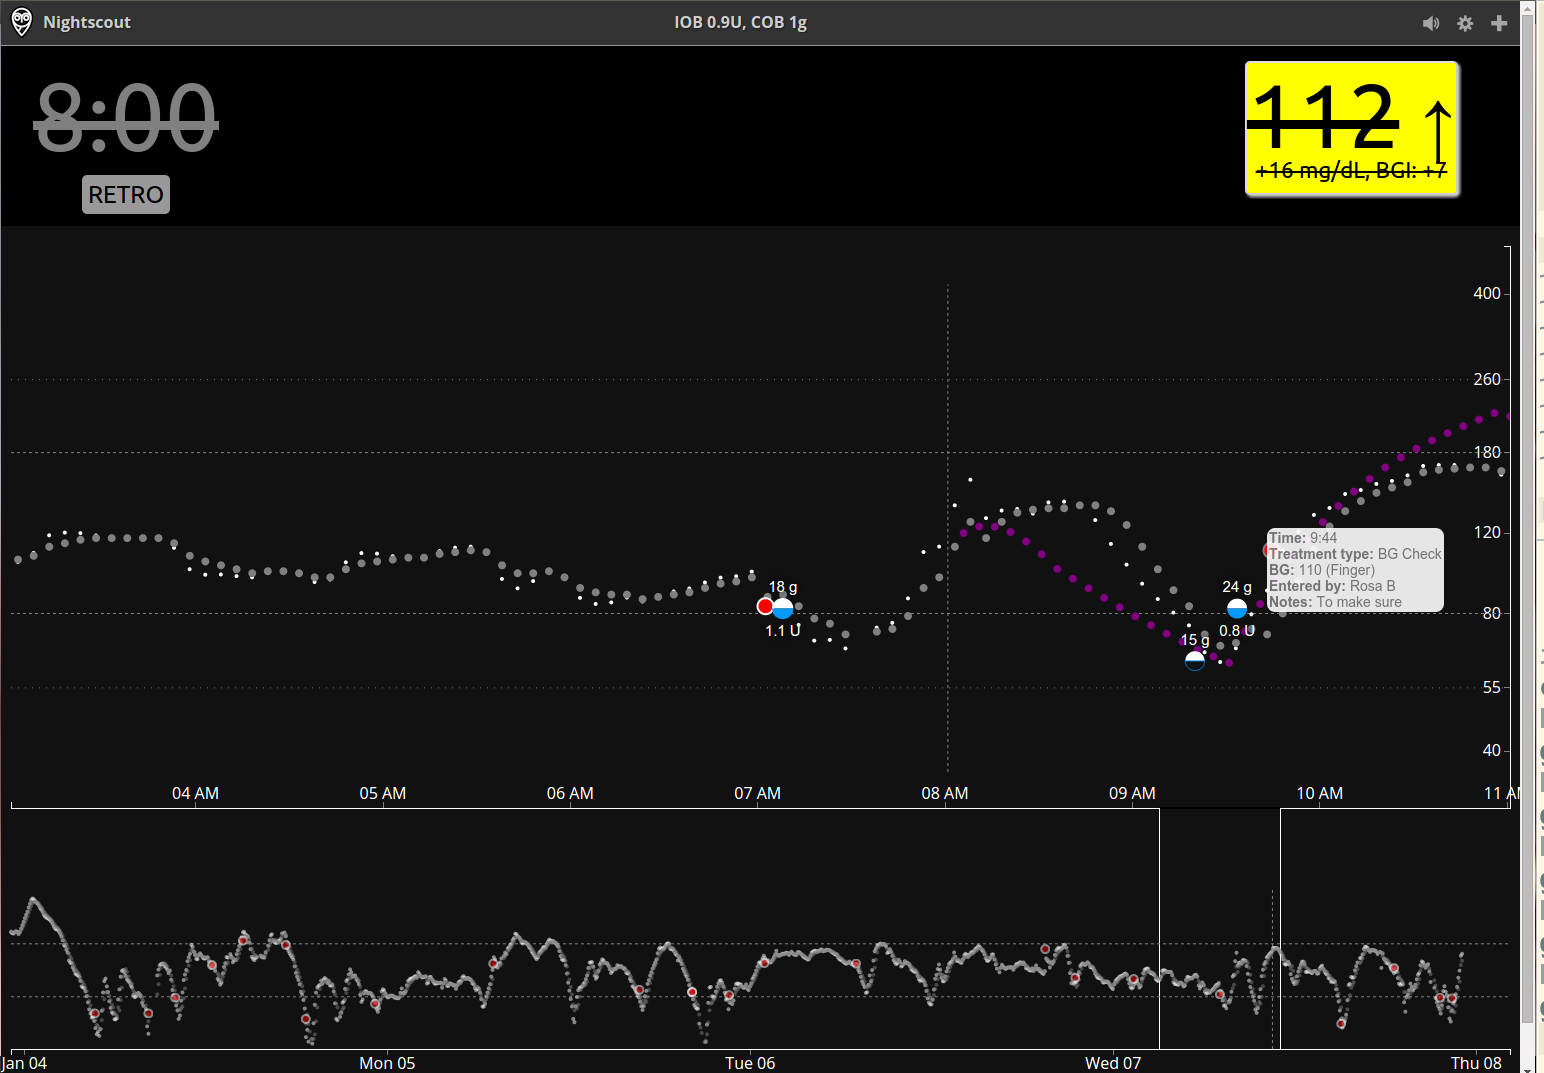 Nightscout
IOB 0.9U, COB 1g
8:00
RETRO
112 ↑
+16 mg/dL, BGI: +7
400
260
180
120
80
55
40
18 g
1.1 U
15 g
24 g
0.8 U
Time: 9:44
Treatment type: BG Check
BG: 110 (Finger)
Entered by: Rosa B
Notes: To make sure
04 AM
05 AM
06 AM
07 AM
08 AM
09 AM
10 AM
11 AM
Jan 04
Mon 05
Tue 06
Wed 07
Thu 08